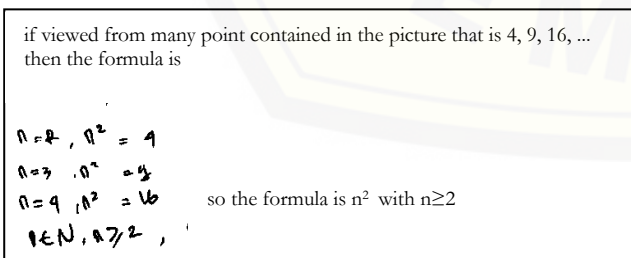 if viewed from many point contained in the picture that is 4, 9, 16, ...
then the formula is
n = 2 , n² = 4
n = 3 , n² = 9
n = 4 , n² = 16
so the formula is n² with n≥2
n ∈ N, n ≥ 2 ,